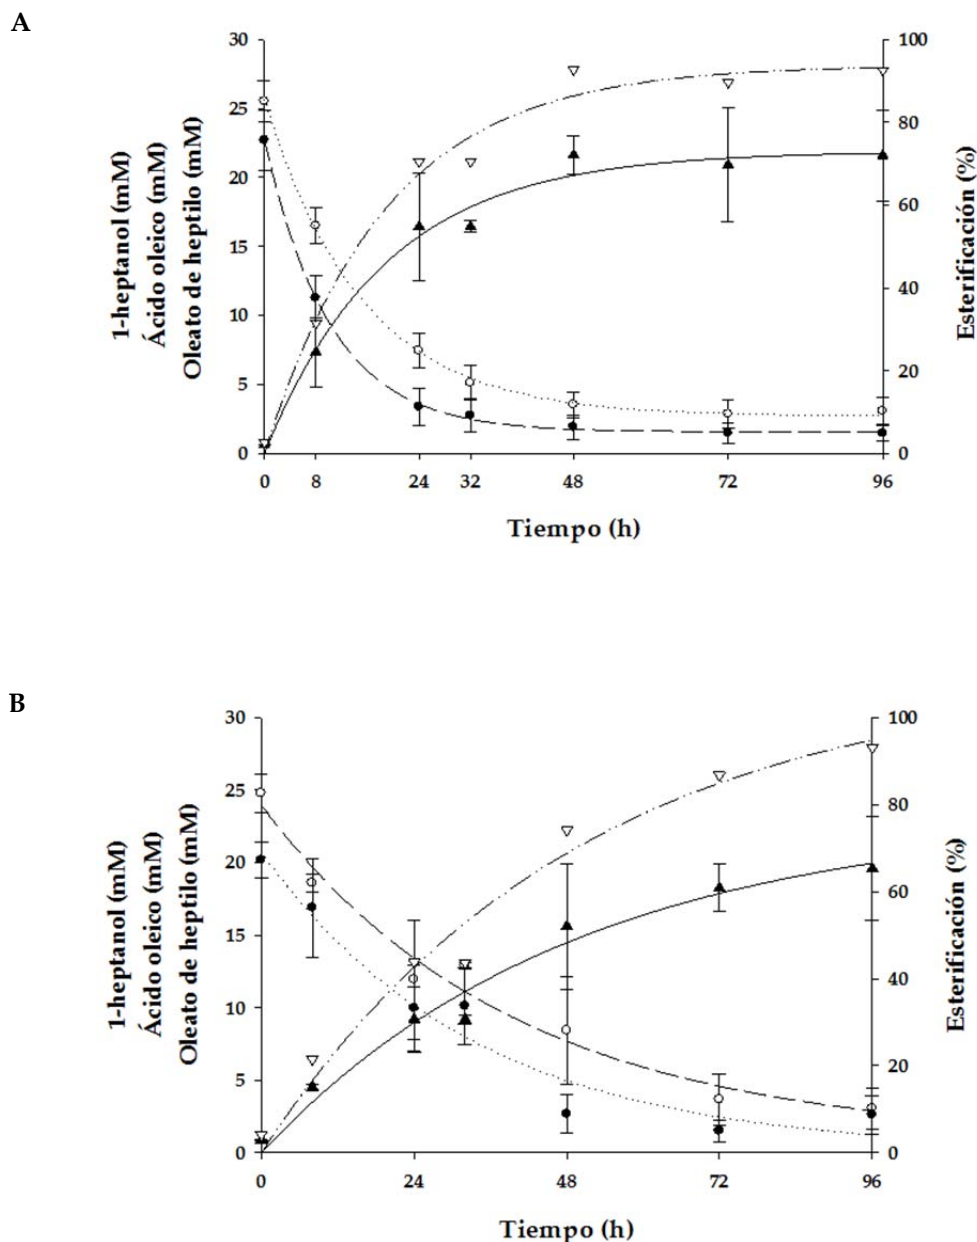 A
30
25
20
15
10
5
0
100
80
60
40
20
0
1-heptanol (mM)
Ácido oleico (mM)
Oleato de heptilo (mM)
Esterificación (%)
0 8 24 32 48 72 96
Tiempo (h)
B
30
25
20
15
10
5
0
100
80
60
40
20
0
1-heptanol (mM)
Ácido oleico (mM)
Oleato de heptilo (mM)
Esterificación (%)
0 24 48 72 96
Tiempo (h)